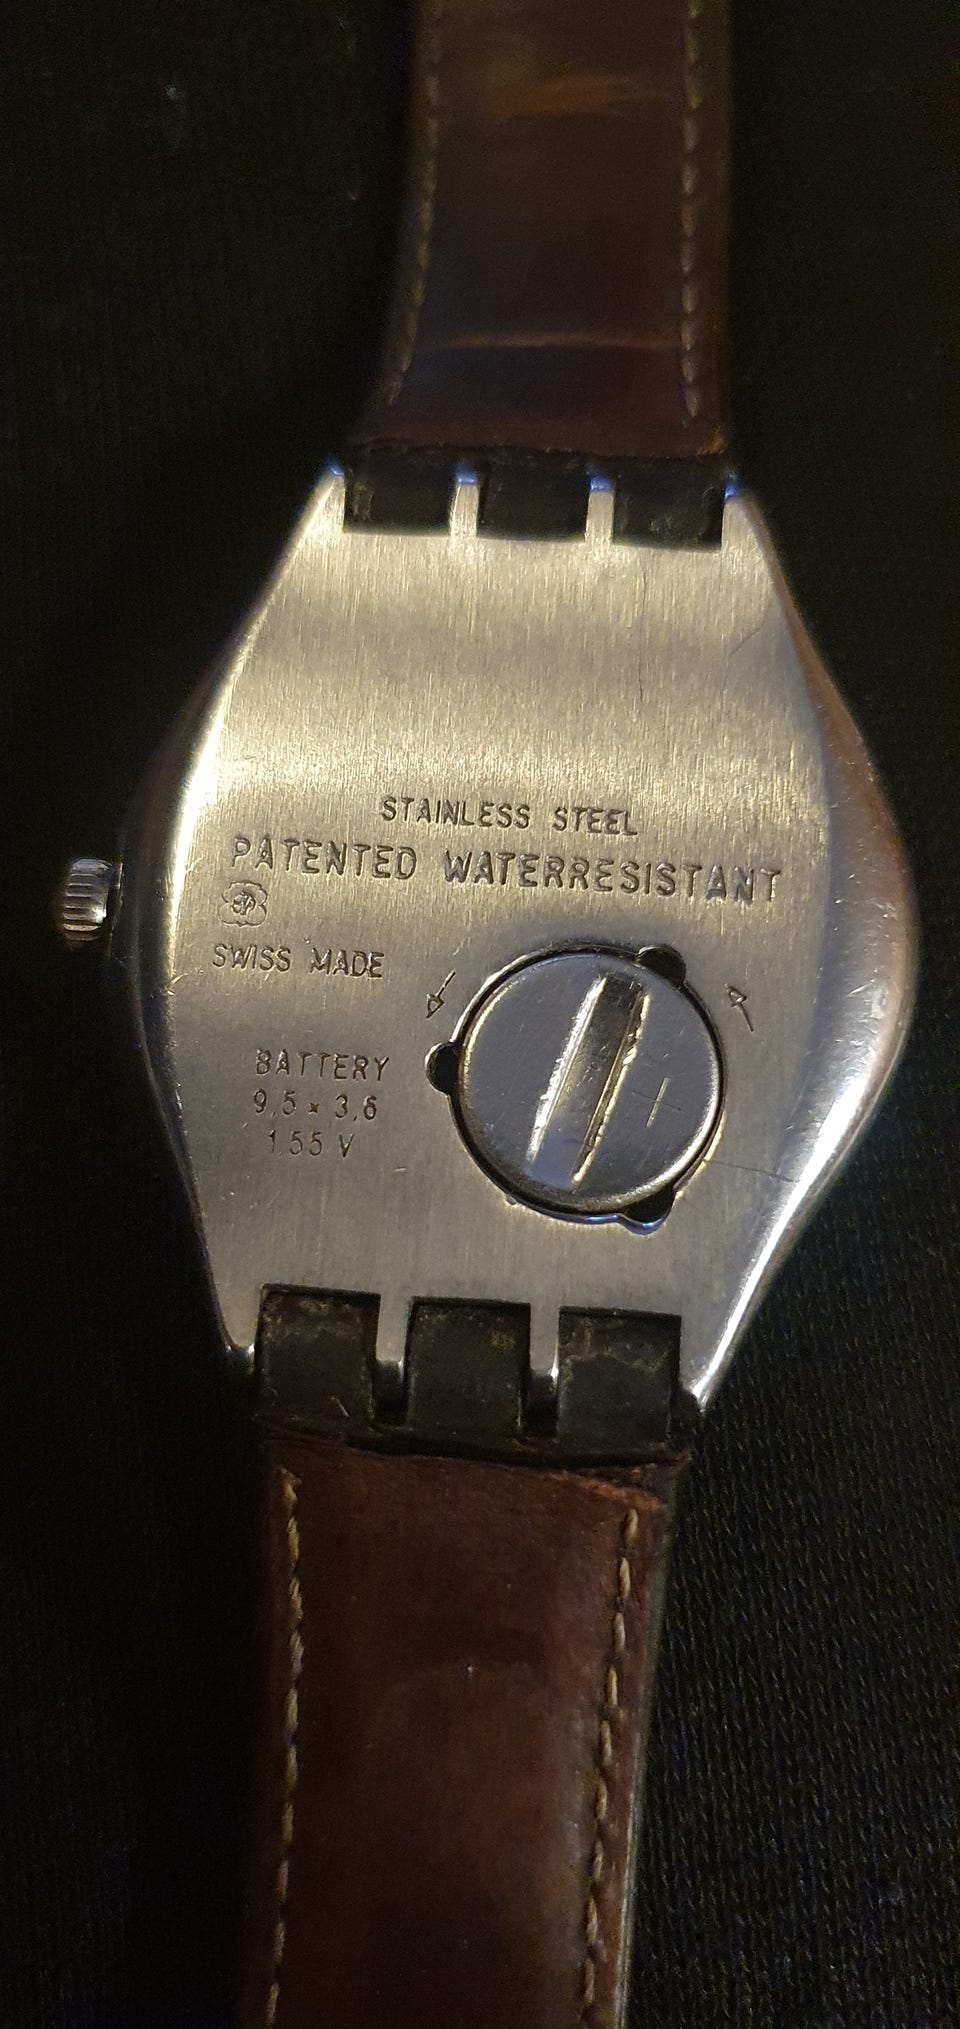 STAINLESS STEEL
PATENTED WATERRESISTANT
SWISS MADE
BATTERY
9,5 x 3,6
1.55 V
+